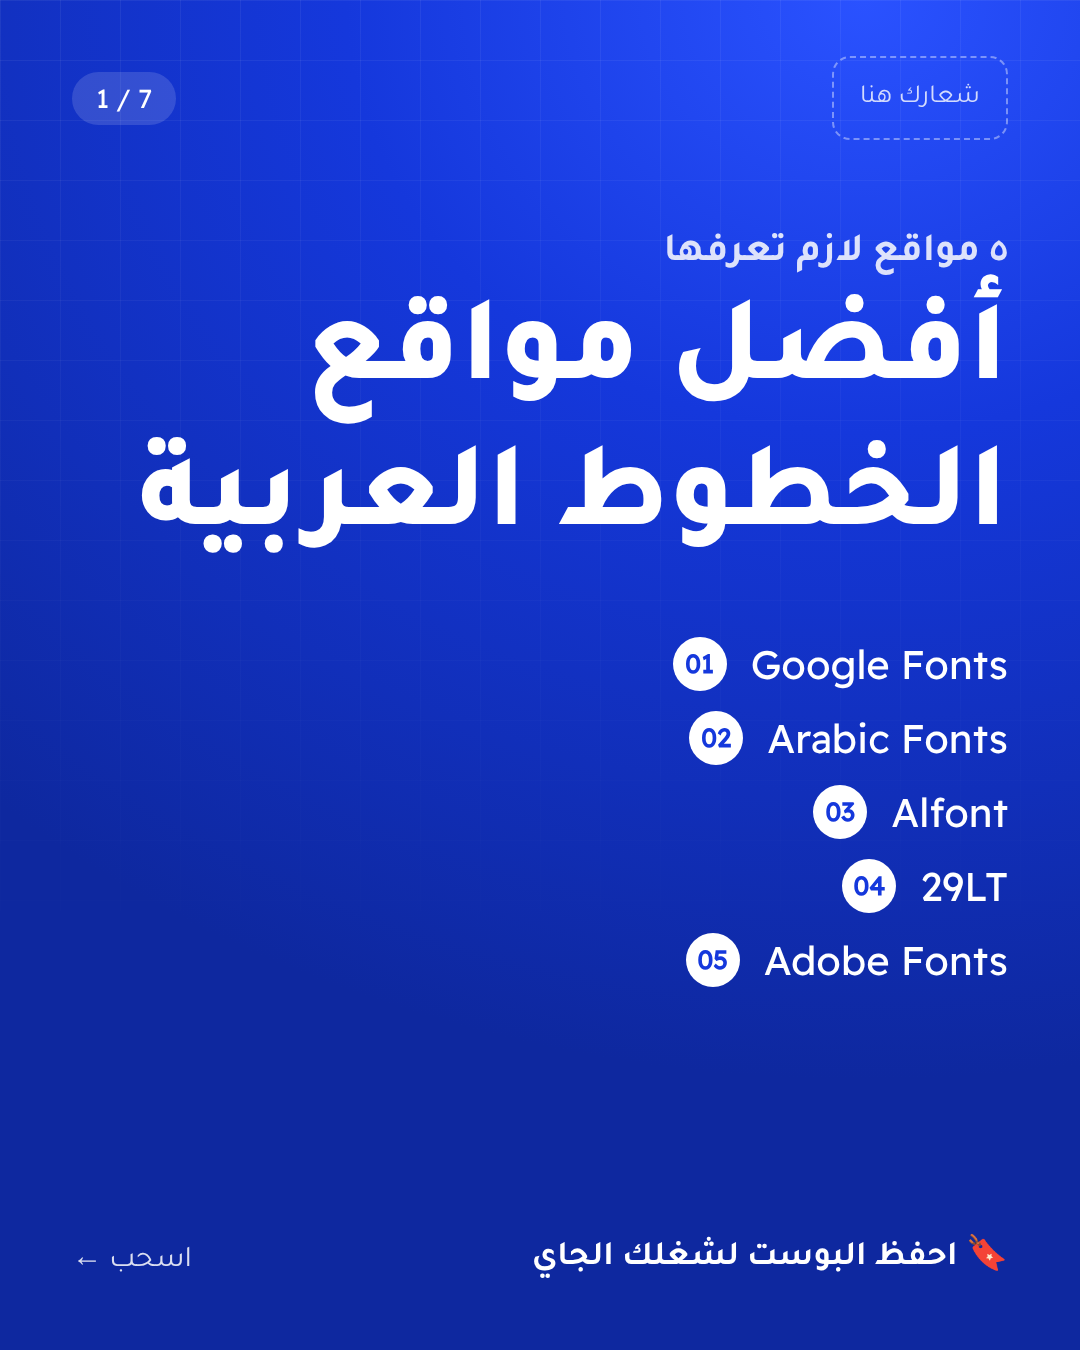 شعارك هنا
1 / 7
٥ مواقع لازم تعرفها
أفضل مواقع
الخطوط العربية
01 Google Fonts
02 Arabic Fonts
03 Alfont
04 29LT
05 Adobe Fonts
🔖 احفظ البوست لشغلك الجاي
اسحب ←